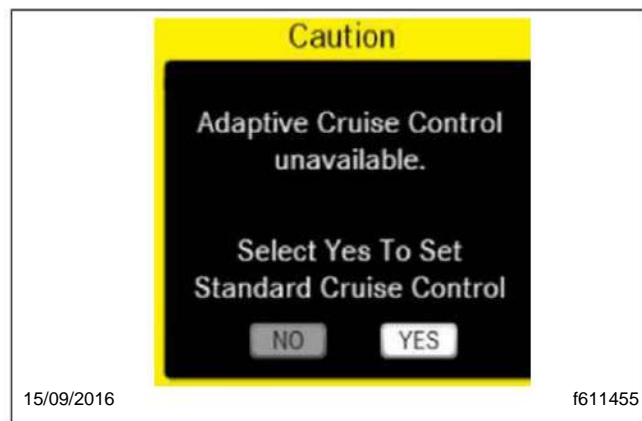 Caution
Adaptive Cruise Control
unavailable.
Select Yes To Set
Standard Cruise Control
NO YES
15/09/2016 f611455